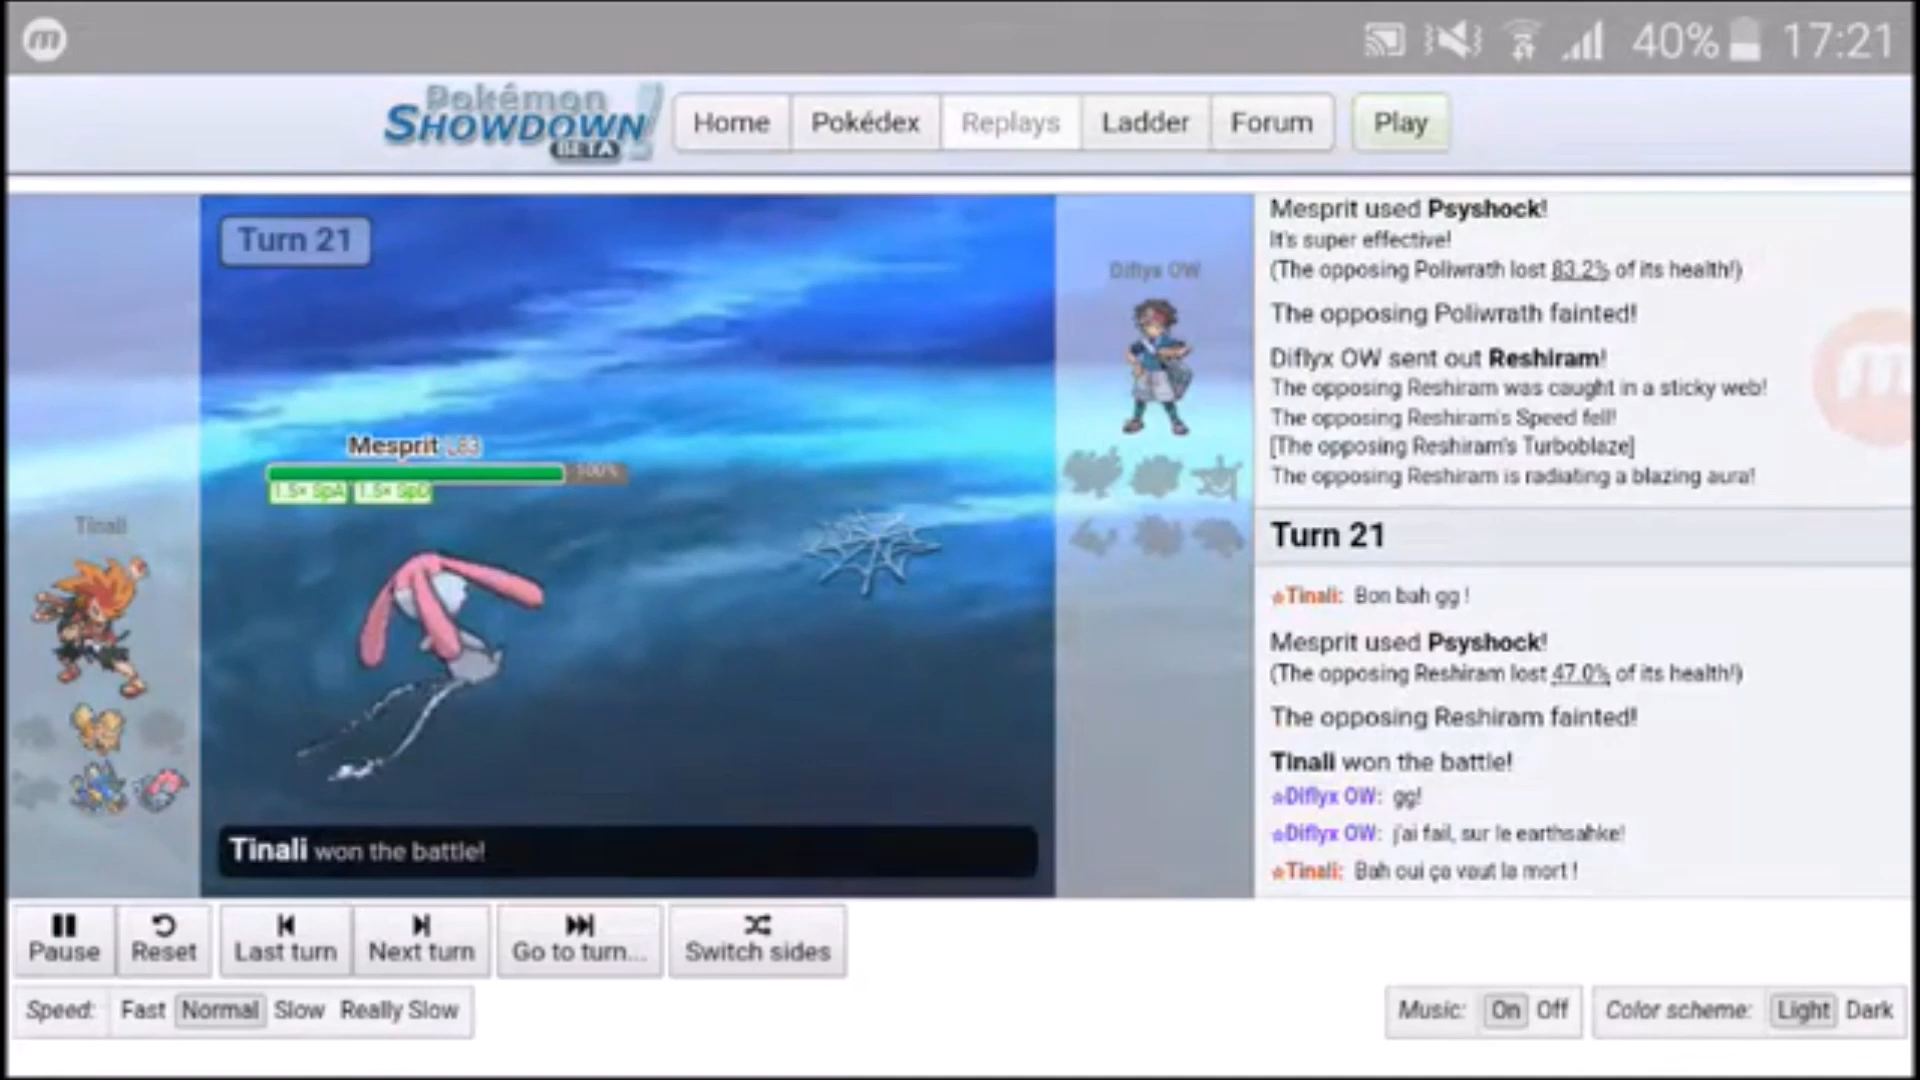 m
40% 17:21
Pokémon
SHOWDOWN!
BETA
Home Pokédex Replays Ladder Forum Play
Turn 21
Diflyx OW
Mesprit L83
100%
1.5× SpA 1.5× SpD
Tinali
Tinali won the battle!
Mesprit used Psyshock!
It's super effective!
(The opposing Poliwrath lost 83.2% of its health!)
The opposing Poliwrath fainted!
Diflyx OW sent out Reshiram!
The opposing Reshiram was caught in a sticky web!
The opposing Reshiram's Speed fell!
[The opposing Reshiram's Turboblaze]
The opposing Reshiram is radiating a blazing aura!
Turn 21
☆Tinali: Bon bah gg !
Mesprit used Psyshock!
(The opposing Reshiram lost 47.0% of its health!)
The opposing Reshiram fainted!
Tinali won the battle!
☆Diflyx OW: gg!
☆Diflyx OW: j'ai fail, sur le earthsahke!
☆Tinali: Bah oui ça vaut la mort !
m
Pause Reset Last turn Next turn Go to turn... Switch sides
Speed: Fast Normal Slow Really Slow
Music: On Off
Color scheme: Light Dark